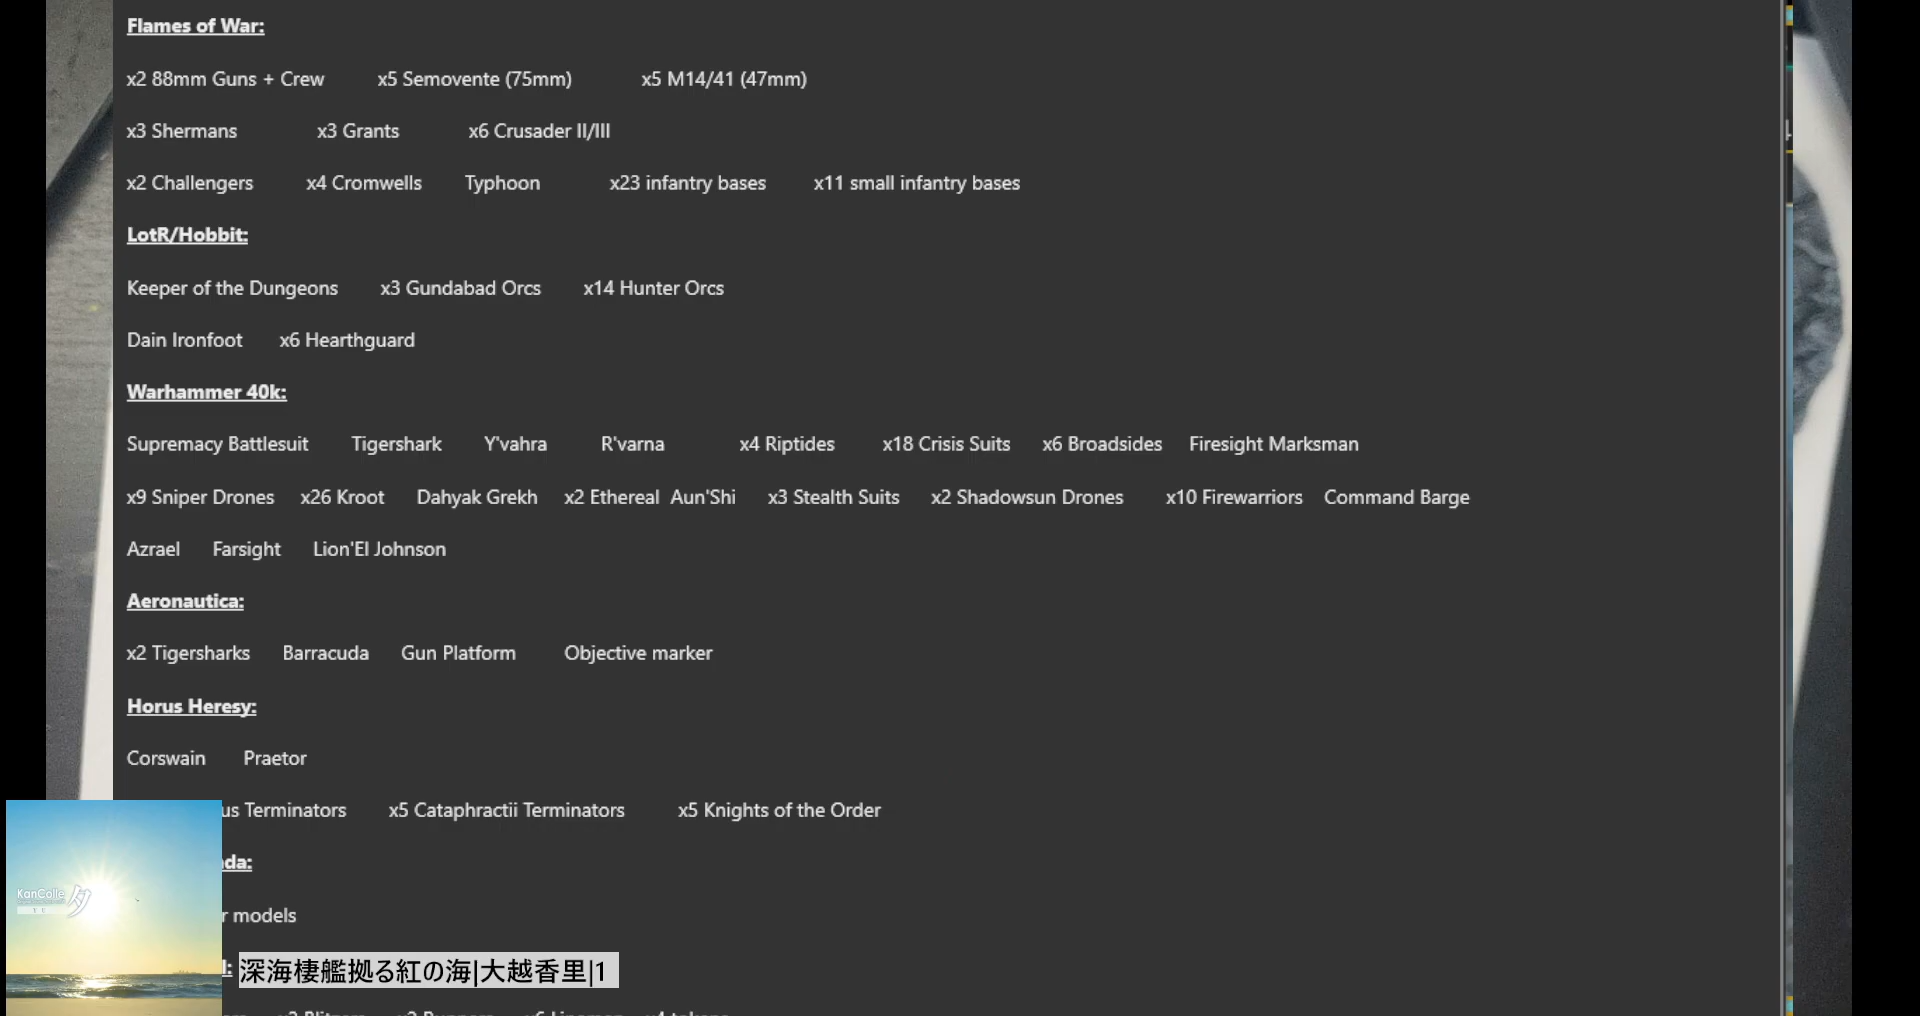 Flames of War:
x2 88mm Guns + Crew x5 Semovente (75mm) x5 M14/41 (47mm)
x3 Shermans x3 Grants x6 Crusader II/III
x2 Challengers x4 Cromwells Typhoon x23 infantry bases x11 small infantry bases
LotR/Hobbit:
Keeper of the Dungeons x3 Gundabad Orcs x14 Hunter Orcs
Dain Ironfoot x6 Hearthguard
Warhammer 40k:
Supremacy Battlesuit Tigershark Y'vahra R'varna x4 Riptides x18 Crisis Suits x6 Broadsides Firesight Marksman
x9 Sniper Drones x26 Kroot Dahyak Grekh x2 Ethereal Aun'Shi x3 Stealth Suits x2 Shadowsun Drones x10 Firewarriors Command Barge
Azrael Farsight Lion'El Johnson
Aeronautica:
x2 Tigersharks Barracuda Gun Platform Objective marker
Horus Heresy:
Corswain Praetor
Terminators x5 Cataphractii Terminators x5 Knights of the Order
models
KanColle
夕
深海棲艦拠る紅の海|大越香里|1